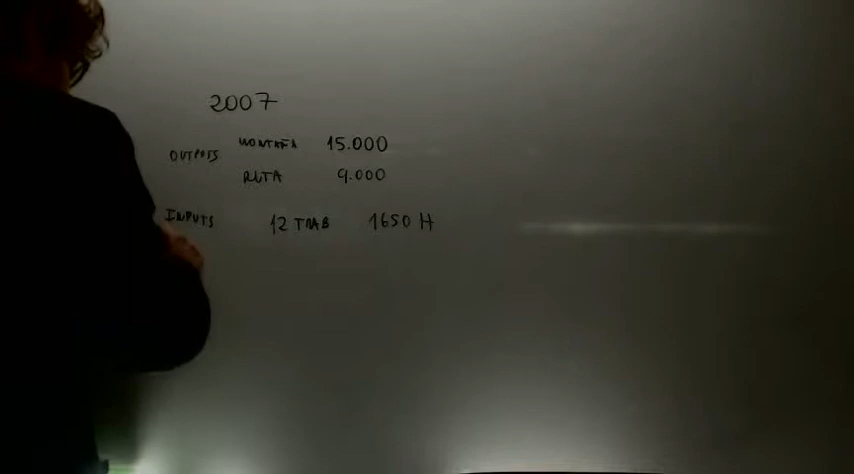 2007
OUTPUTS MONTAÑA 15.000
RUTA 9.000
INPUTS 12 TRAB 1650 H